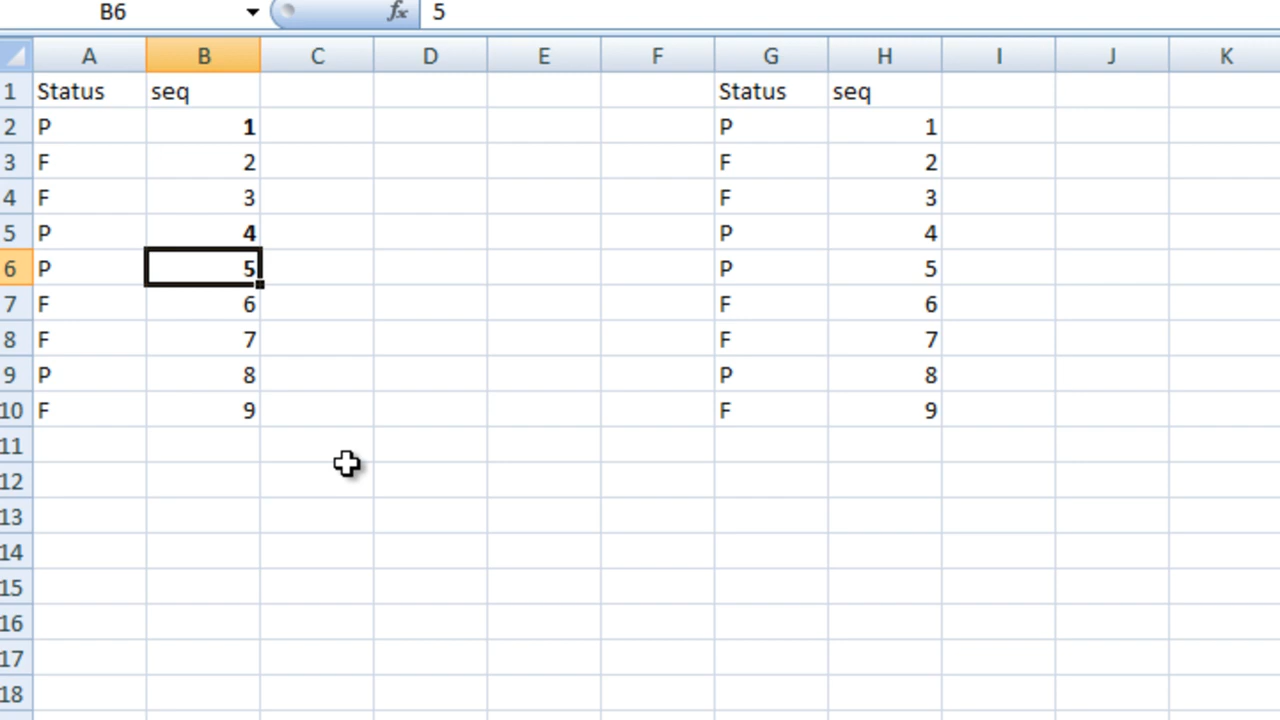 B6 fx 5
A B C D E F G H I J K
1 Status seq Status seq
2 P 1 P 1
3 F 2 F 2
4 F 3 F 3
5 P 4 P 4
6 P 5 P 5
7 F 6 F 6
8 F 7 F 7
9 P 8 P 8
10 F 9 F 9
11
12
13
14
15
16
17
18